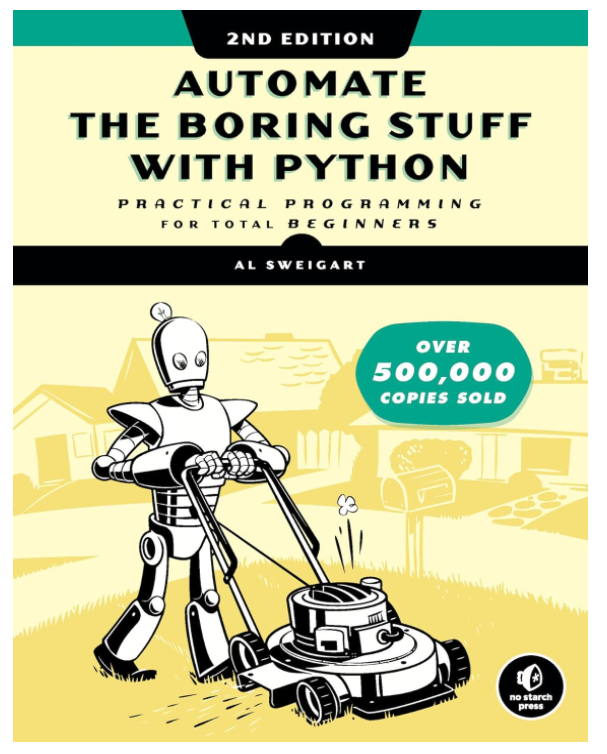 2ND EDITION
AUTOMATE
THE BORING STUFF
WITH PYTHON
PRACTICAL PROGRAMMING
FOR TOTAL BEGINNERS
AL SWEIGART
OVER
500,000
COPIES SOLD
no starch
press